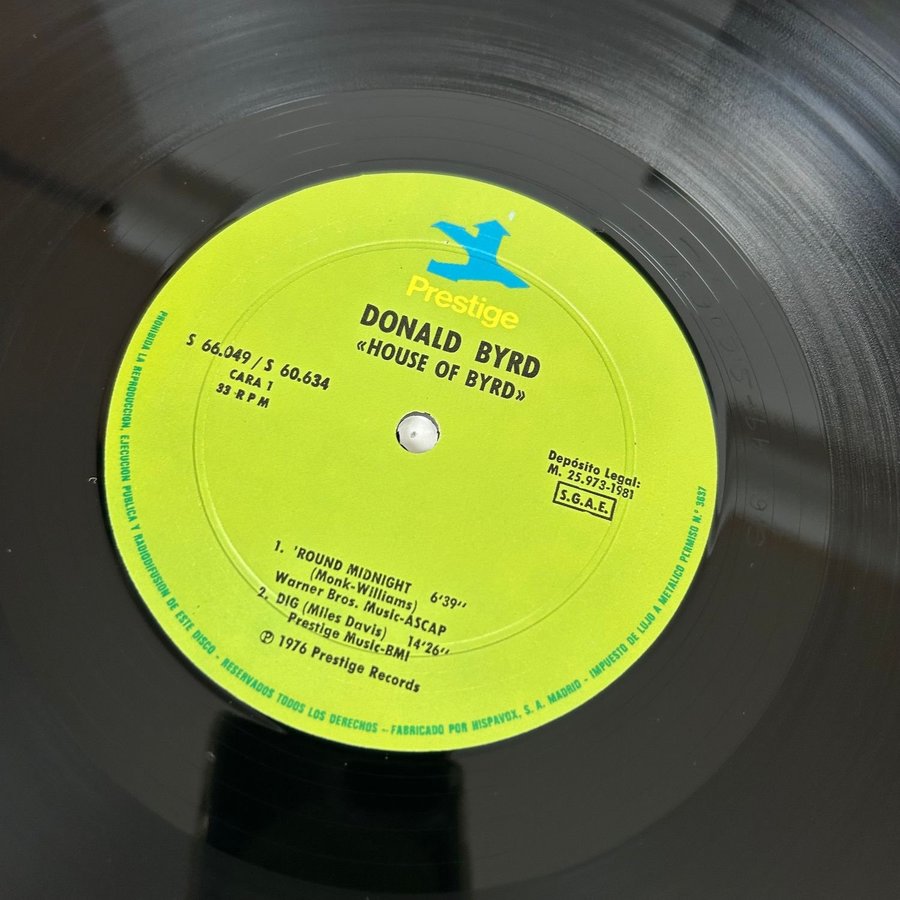 Prestige
DONALD BYRD
«HOUSE OF BYRD»
S 66.049 / S 60.634
CARA 1
33 RPM
Depósito Legal:
M. 25.973-1981
S.G.A.E.
1. 'ROUND MIDNIGHT
(Monk-Williams) 6'39''
Warner Bros. Music-ASCAP
2. DIG (Miles Davis) 14'26''
Prestige Music-BMI
Ⓟ 1976 Prestige Records
PROHIBIDA LA REPRODUCCION, EJECUCION PUBLICA Y RADIODIFUSION DE ESTE DISCO - RESERVADOS TODOS LOS DERECHOS - FABRICADO POR HISPAVOX, S. A. MADRID - IMPUESTO DE LUJO A METALICO PERMISO N.º 3637